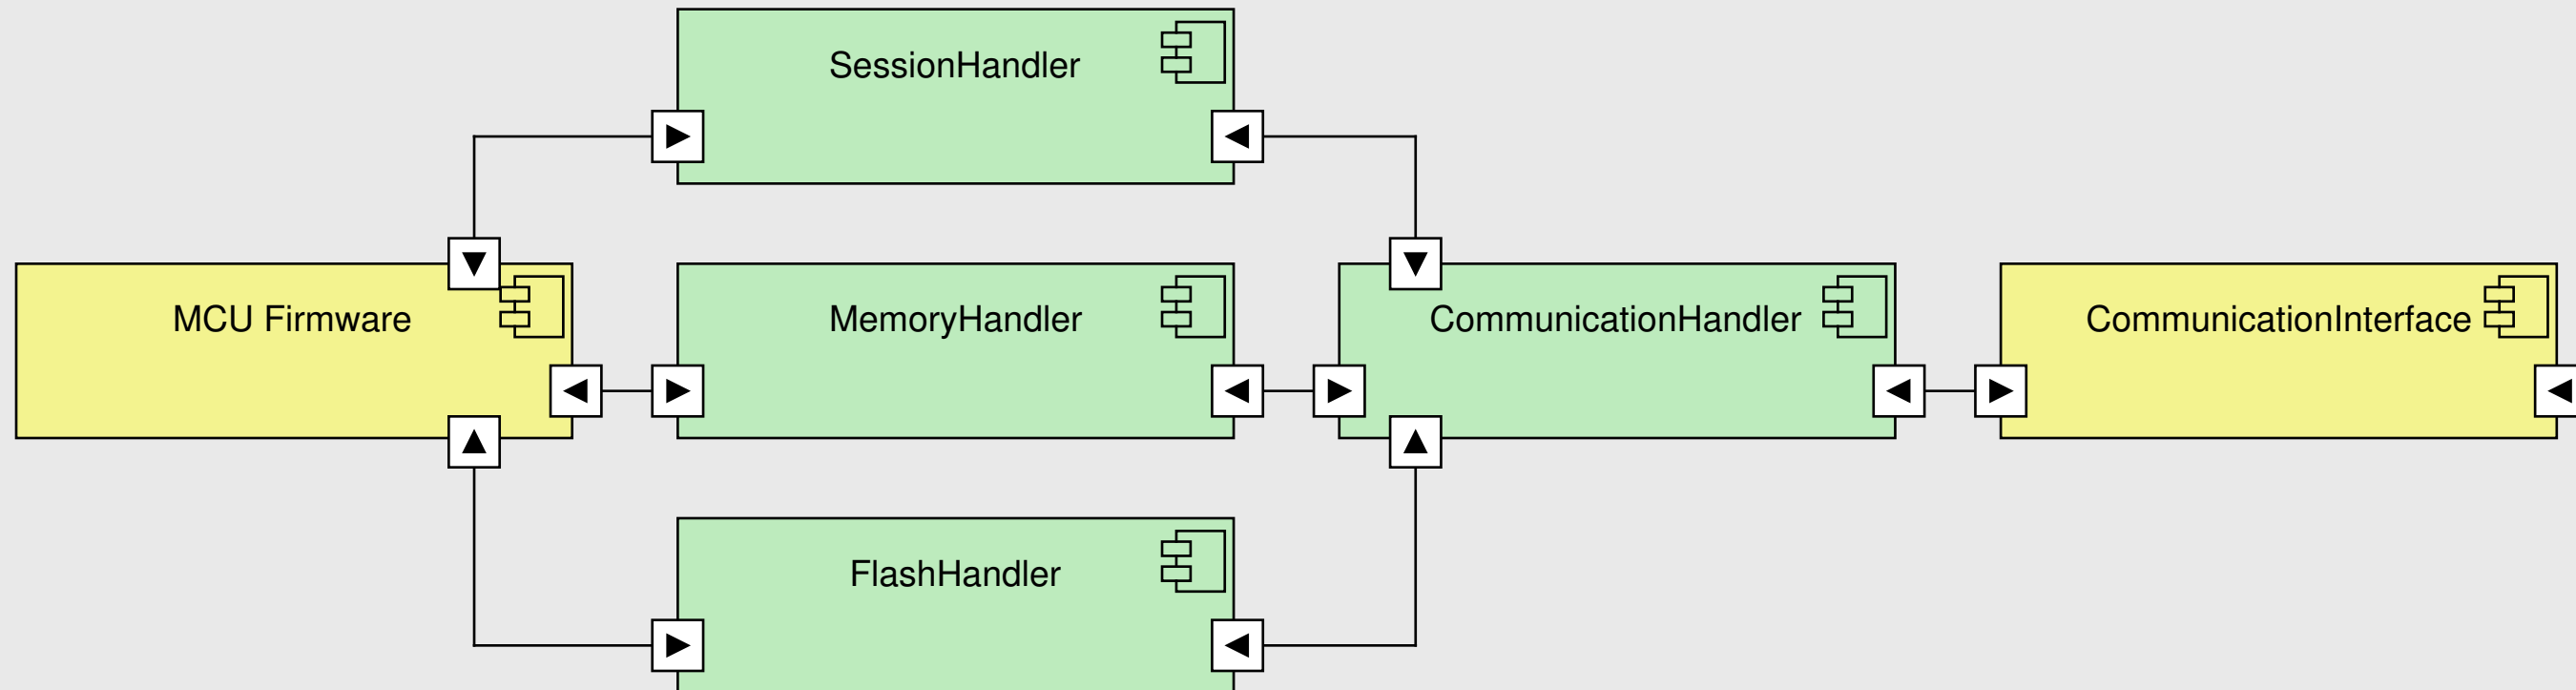 SessionHandler
MCU Firmware
MemoryHandler
CommunicationHandler
CommunicationInterface
FlashHandler